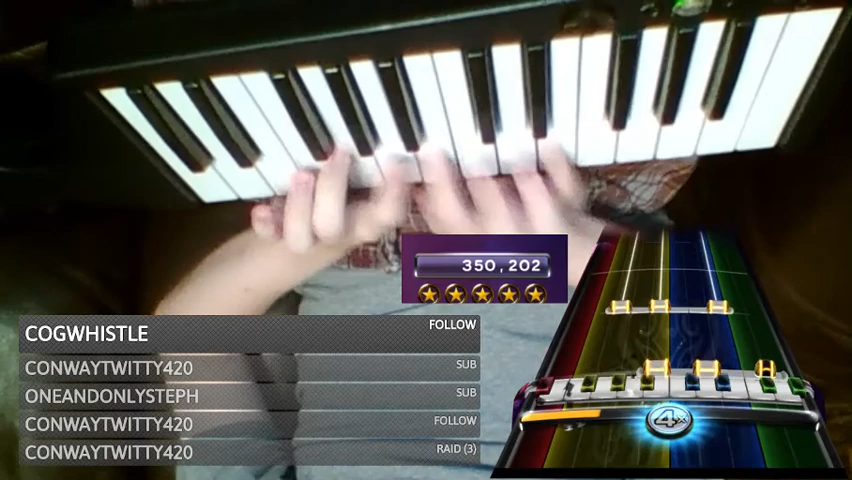 350,202
COGWHISTLE FOLLOW
CONWAYTWITTY420 SUB
ONEANDONLYSTEPH SUB
CONWAYTWITTY420 FOLLOW
CONWAYTWITTY420 RAID (3)
4x